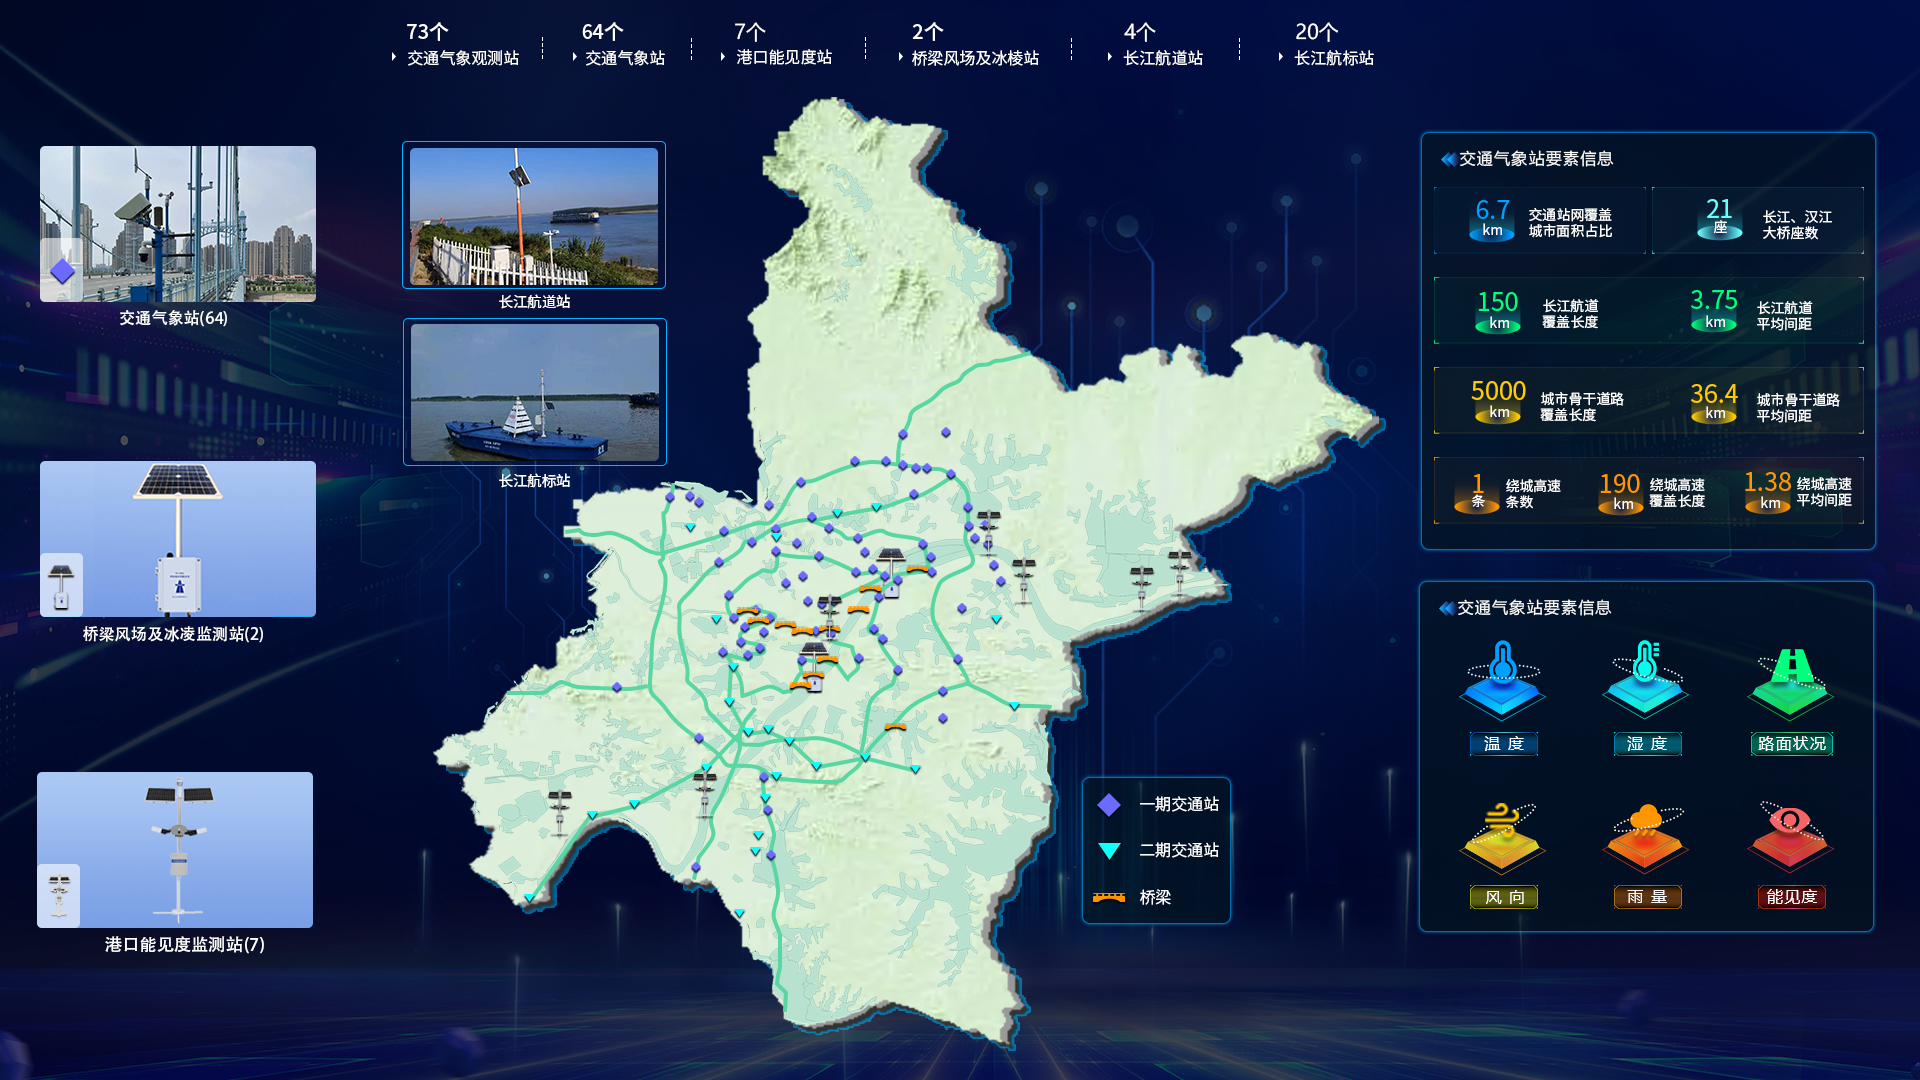 73个
交通气象观测站
64个
交通气象站
7个
港口能见度站
2个
桥梁风场及冰棱站
4个
长江航道站
20个
长江航标站
交通气象站(64)
桥梁风场及冰凌监测站(2)
港口能见度监测站(7)
长江航道站
长江航标站
一期交通站
二期交通站
桥梁
交通气象站要素信息
6.7
km
交通站网覆盖
城市面积占比
21
座
长江、汉江
大桥座数
150
km
长江航道
覆盖长度
3.75
km
长江航道
平均间距
5000
km
城市骨干道路
覆盖长度
36.4
km
城市骨干道路
平均间距
1
条
绕城高速
条数
190
km
绕城高速
覆盖长度
1.38
km
绕城高速
平均间距
交通气象站要素信息
温 度
湿 度
路面状况
风 向
雨 量
能见度